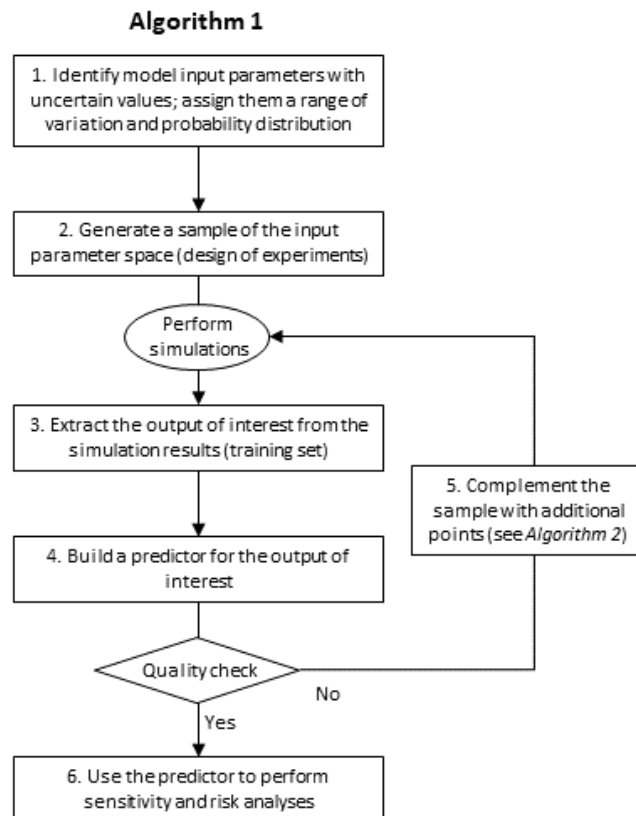 Algorithm 1
1. Identify model input parameters with
uncertain values; assign them a range of
variation and probability distribution
2. Generate a sample of the input
parameter space (design of experiments)
Perform
simulations
3. Extract the output of interest from the
simulation results (training set)
5. Complement the
sample with additional
points (see Algorithm 2)
4. Build a predictor for the output of
interest
Quality check
No
Yes
6. Use the predictor to perform
sensitivity and risk analyses